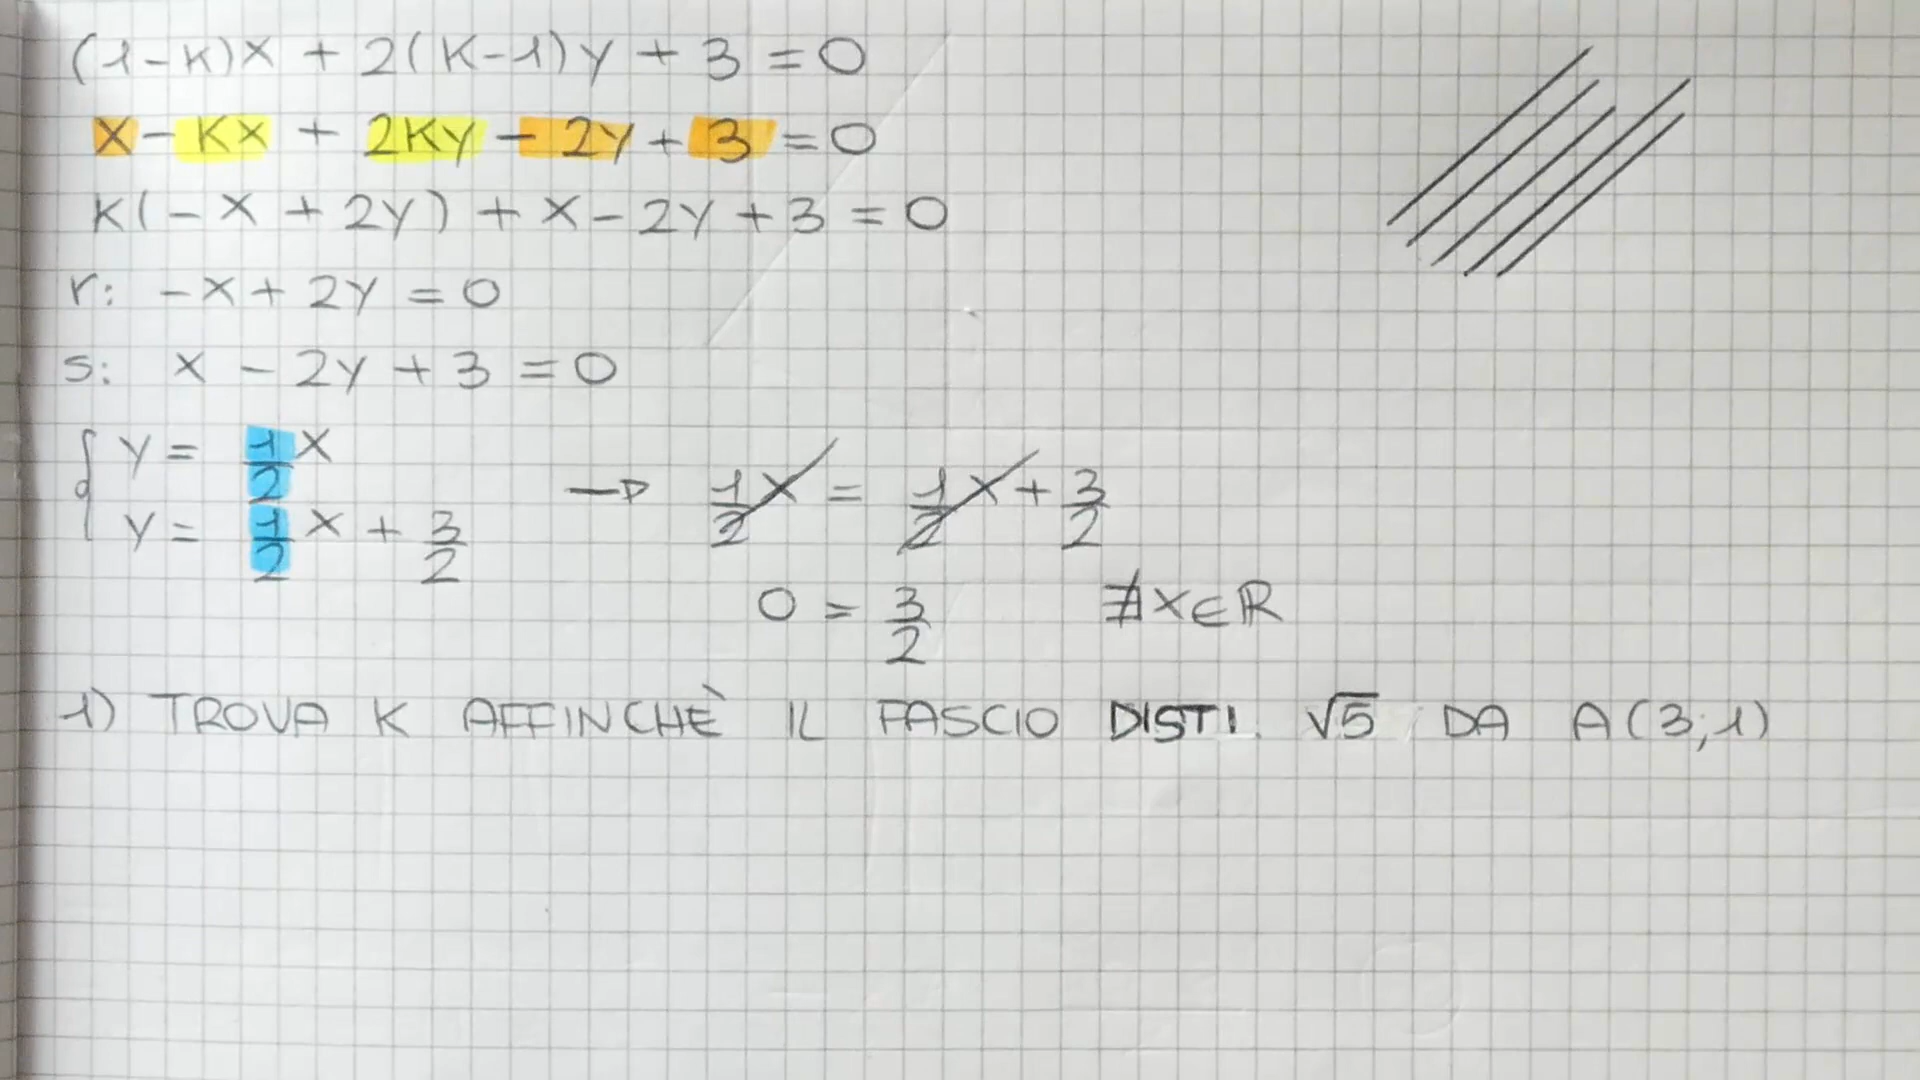 (1-K)X + 2(K-1)Y + 3 = 0
X - KX + 2KY - 2Y + 3 = 0
K(-X + 2Y) + X - 2Y + 3 = 0
r: -X + 2Y = 0
s: X - 2Y + 3 = 0
{ Y = 1/2 X
Y = 1/2 X + 3/2 → 1/2 X = 1/2 X + 3/2
0 = 3/2 ∄X∈ℝ
1) TROVA K AFFINCHÈ IL FASCIO DISTI. √5 DA A(3;1)